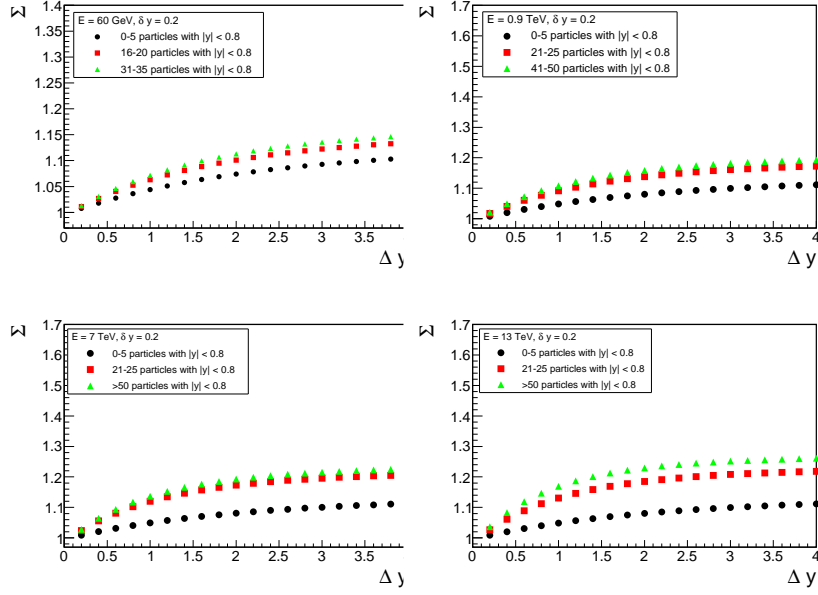 Σ
1.4
1.35
1.3
1.25
1.2
1.15
1.1
1.05
1
E = 60 GeV, δ y = 0.2
0-5 particles with |y| < 0.8
16-20 particles with |y| < 0.8
31-35 particles with |y| < 0.8
0 0.5 1 1.5 2 2.5 3 3.5
Δ y
Σ
1.7
1.6
1.5
1.4
1.3
1.2
1.1
1
E = 0.9 TeV, δ y = 0.2
0-5 particles with |y| < 0.8
21-25 particles with |y| < 0.8
41-50 particles with |y| < 0.8
0 0.5 1 1.5 2 2.5 3 3.5 4
Δ y
Σ
1.7
1.6
1.5
1.4
1.3
1.2
1.1
1
E = 7 TeV, δ y = 0.2
0-5 particles with |y| < 0.8
21-25 particles with |y| < 0.8
>50 particles with |y| < 0.8
0 0.5 1 1.5 2 2.5 3 3.5
Δ y
Σ
1.7
1.6
1.5
1.4
1.3
1.2
1.1
1
E = 13 TeV, δ y = 0.2
0-5 particles with |y| < 0.8
21-25 particles with |y| < 0.8
>50 particles with |y| < 0.8
0 0.5 1 1.5 2 2.5 3 3.5 4
Δ y